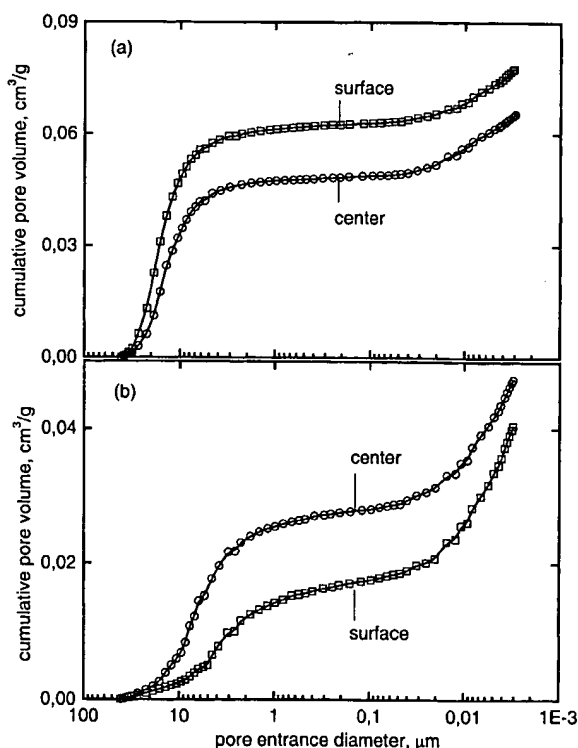 0,09
(a)
surface
0,06
center
0,03
0,00
cumulative pore volume, cm³/g
(b)
0,04
center
0,02
surface
0,00
cumulative pore volume, cm³/g
100 10 1 0,1 0,01 1E-3
pore entrance diameter, μm